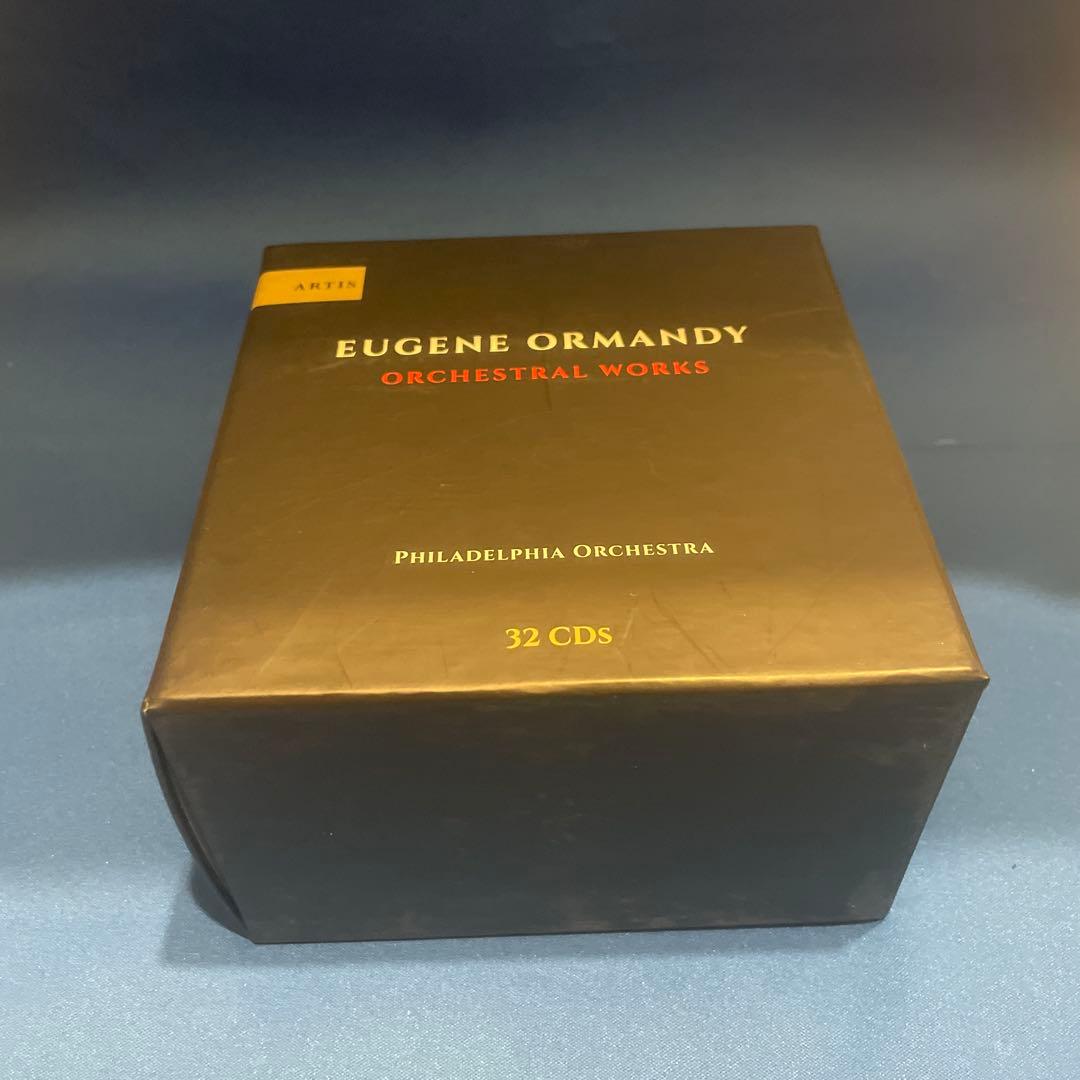 ARTIS
EUGENE ORMANDY
ORCHESTRAL WORKS
PHILADELPHIA ORCHESTRA
32 CDs